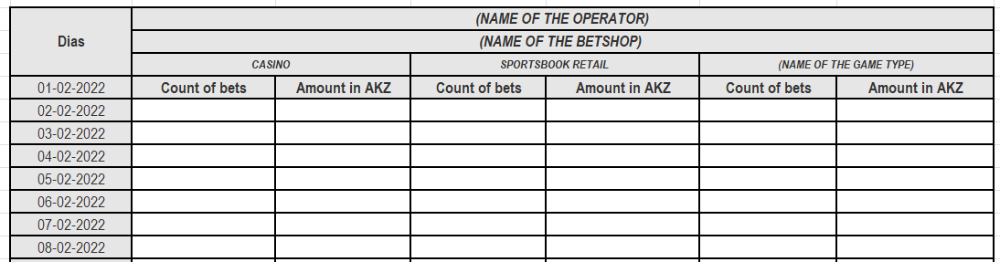 (NAME OF THE OPERATOR)
Dias
(NAME OF THE BETSHOP)
CASINO SPORTSBOOK RETAIL (NAME OF THE GAME TYPE)
01-02-2022 Count of bets Amount in AKZ Count of bets Amount in AKZ Count of bets Amount in AKZ
02-02-2022
03-02-2022
04-02-2022
05-02-2022
06-02-2022
07-02-2022
08-02-2022